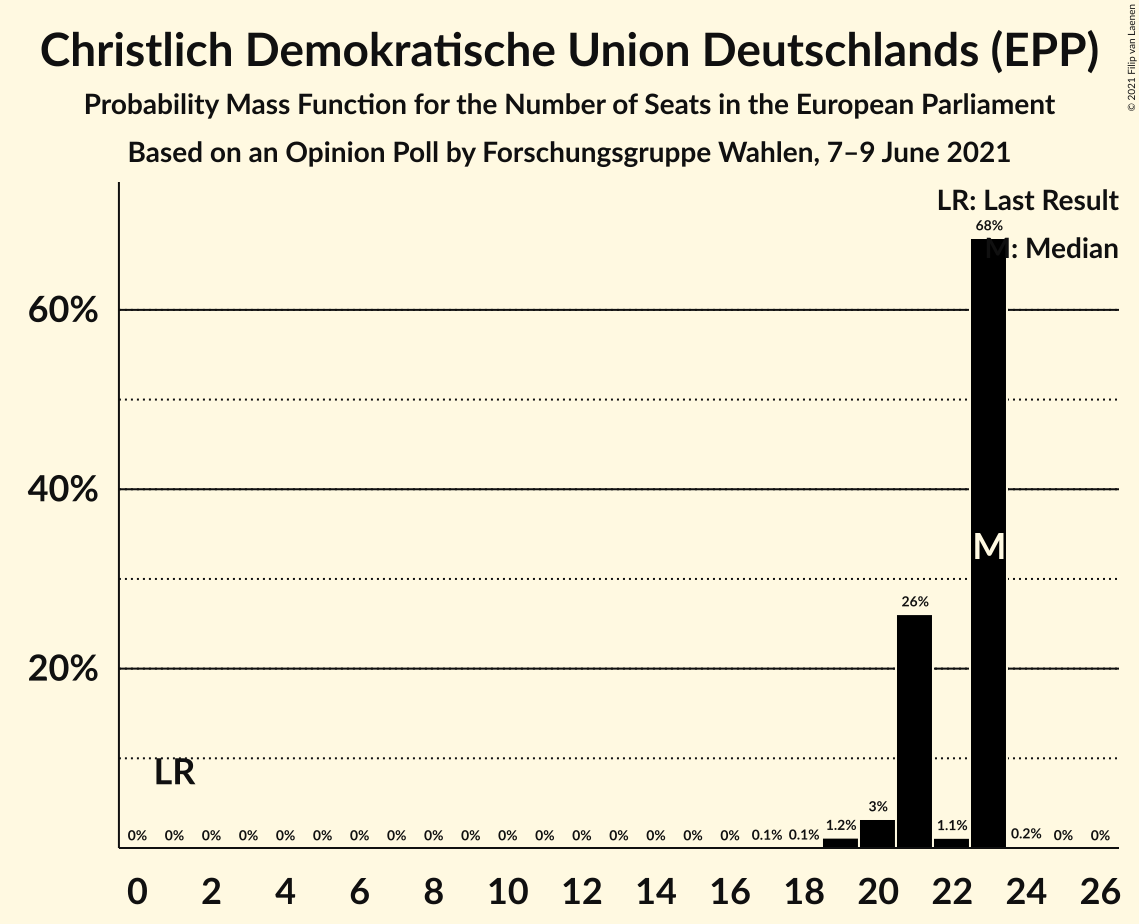 Christlich Demokratische Union Deutschlands (EPP)
Probability Mass Function for the Number of Seats in the European Parliament
Based on an Opinion Poll by Forschungsgruppe Wahlen, 7–9 June 2021
© 2021 Filip van Laenen
LR: Last Result
M: Median
68%
60%
40%
M
26%
20%
LR
3%
0% 0% 0% 0% 0% 0% 0% 0% 0% 0% 0% 0% 0% 0% 0% 0% 0% 0.1% 0.1% 1.2% 1.1% 0.2% 0% 0%
0 2 4 6 8 10 12 14 16 18 20 22 24 26